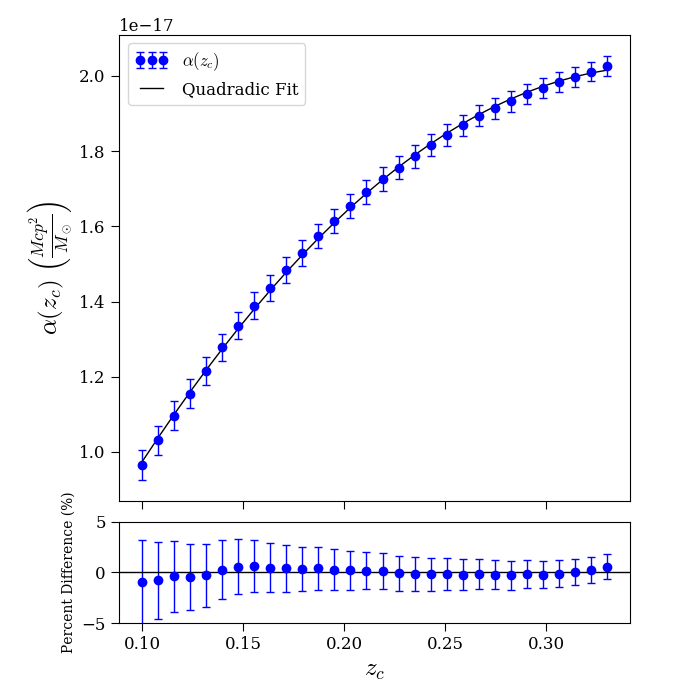 1e−17
α(z_c)
Quadradic Fit
2.0
1.8
1.6
1.4
1.2
1.0
α(z_c) (Mcp²/M_⊙)
5
0
−5
Percent Difference (%)
0.10 0.15 0.20 0.25 0.30
z_c